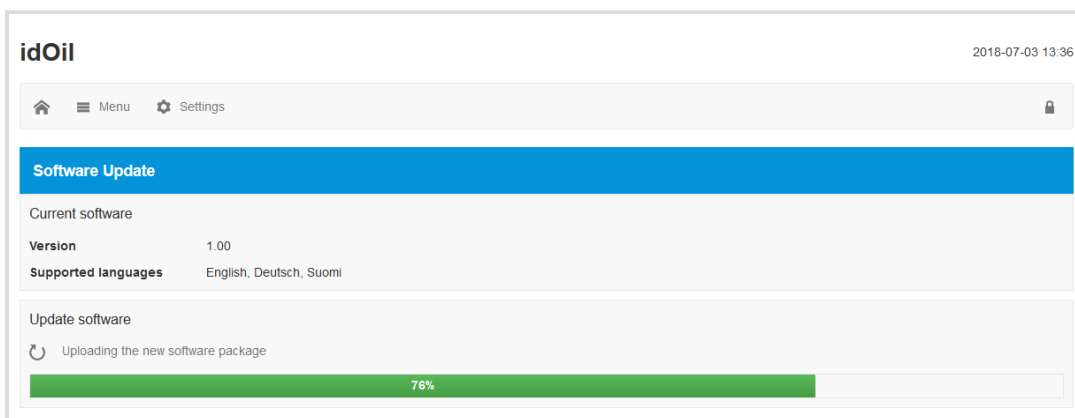 idOil
2018-07-03 13:36
Menu Settings
Software Update
Current software
Version 1.00
Supported languages English, Deutsch, Suomi
Update software
Uploading the new software package
76%